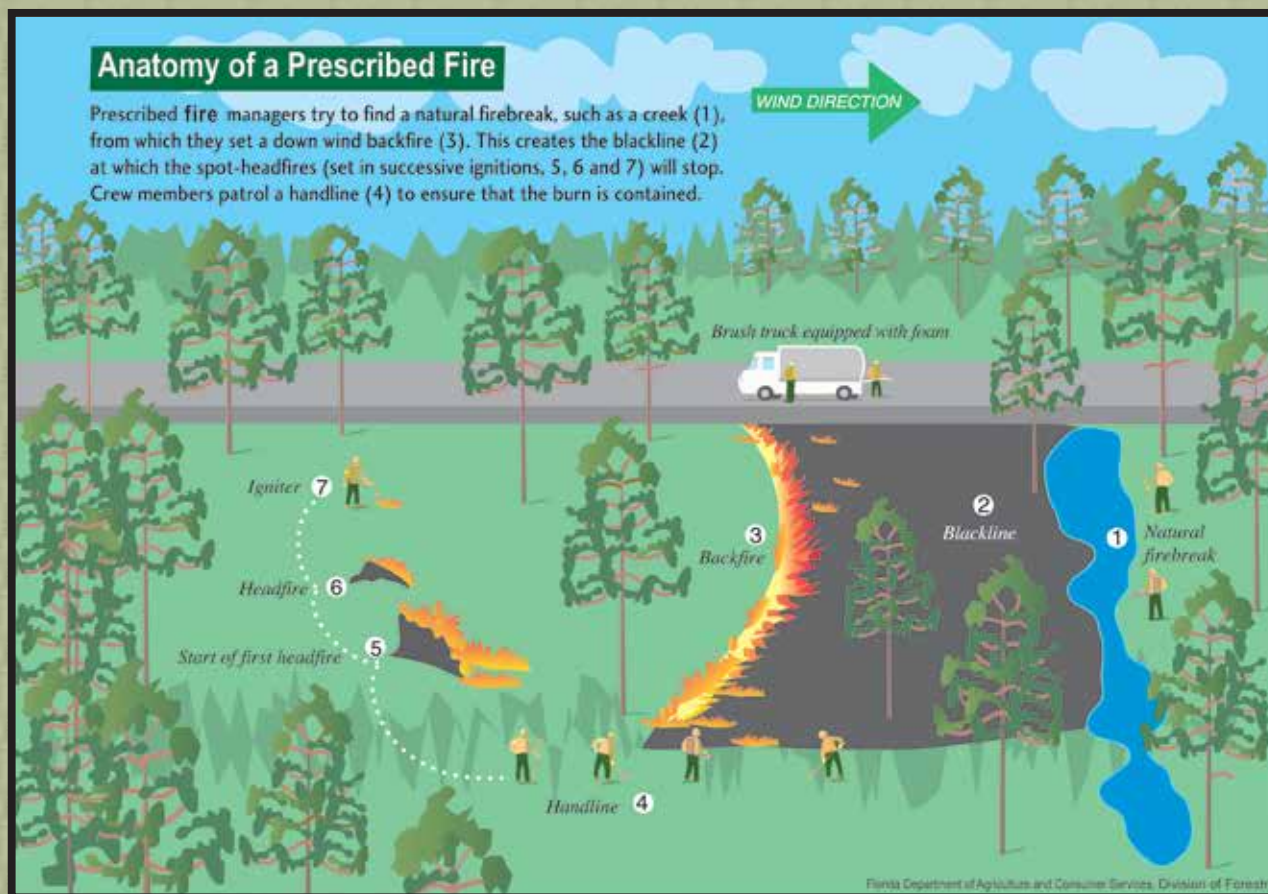 Anatomy of a Prescribed Fire
Prescribed fire managers try to find a natural firebreak, such as a creek (1),
from which they set a down wind backfire (3). This creates the blackline (2)
at which the spot-headfires (set in successive ignitions, 5, 6 and 7) will stop.
Crew members patrol a handline (4) to ensure that the burn is contained.
WIND DIRECTION
Brush truck equipped with foam
Igniter 7
2
Blackline
3
Backfire
1 Natural
firebreak
Headfire 6
Start of first headfire 5
Handline 4
Florida Department of Agriculture and Consumer Services, Division of Forestry